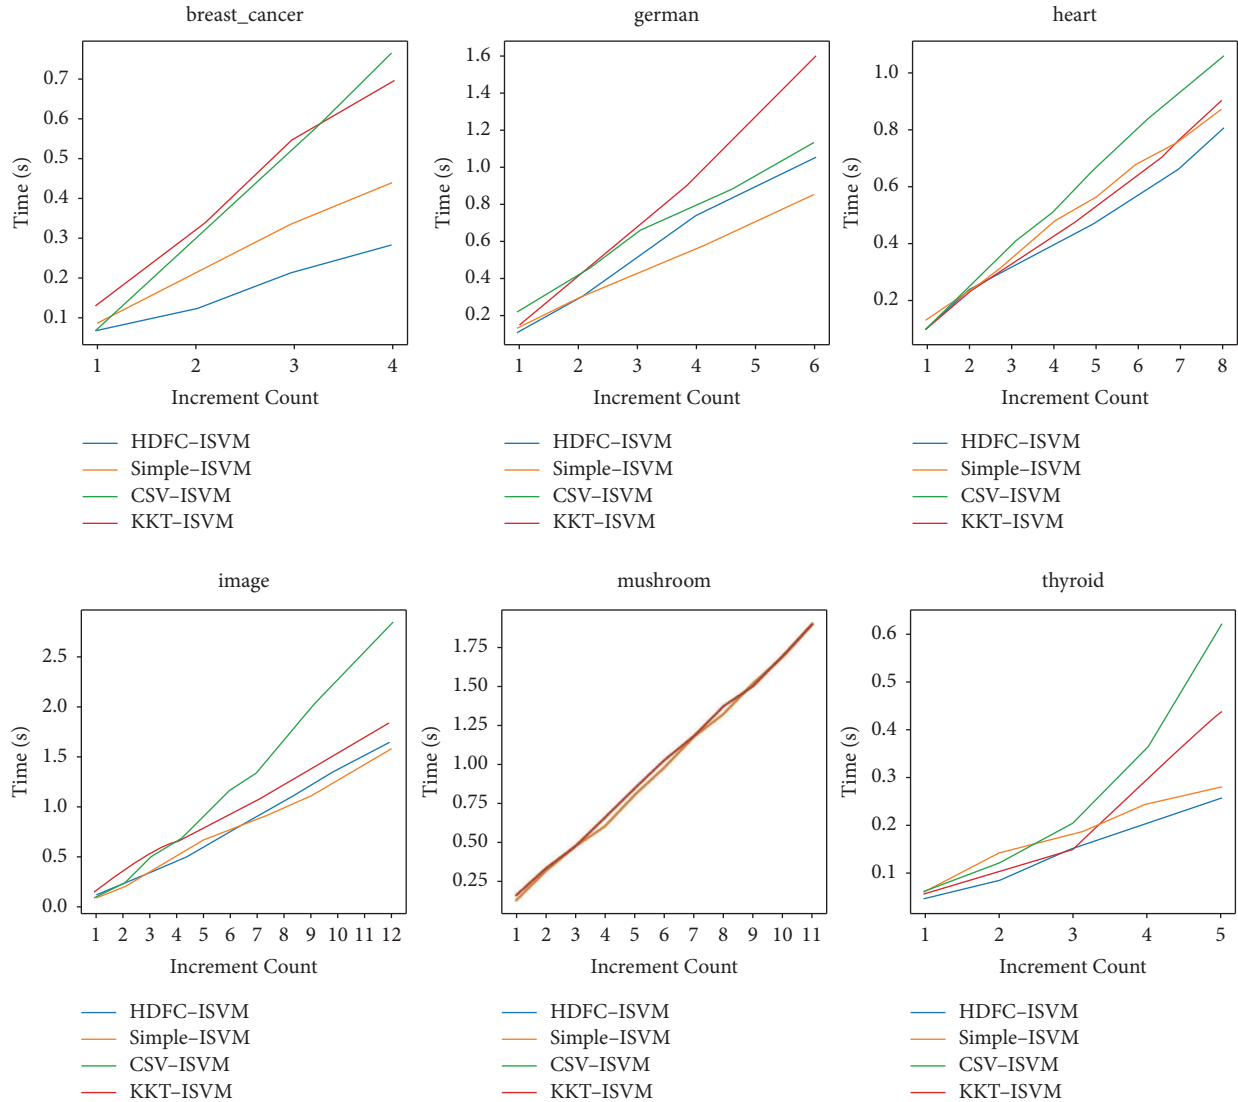 breast_cancer
Time (s)
0.7
0.6
0.5
0.4
0.3
0.2
0.1
1 2 3 4
Increment Count
HDFC–ISVM
Simple–ISVM
CSV–ISVM
KKT–ISVM
german
Time (s)
1.6
1.4
1.2
1.0
0.8
0.6
0.4
0.2
1 2 3 4 5 6
Increment Count
HDFC–ISVM
Simple–ISVM
CSV–ISVM
KKT–ISVM
heart
Time (s)
1.0
0.8
0.6
0.4
0.2
1 2 3 4 5 6 7 8
Increment Count
HDFC–ISVM
Simple–ISVM
CSV–ISVM
KKT–ISVM
image
Time (s)
2.5
2.0
1.5
1.0
0.5
0.0
1 2 3 4 5 6 7 8 9 10 11 12
Increment Count
HDFC–ISVM
Simple–ISVM
CSV–ISVM
KKT–ISVM
mushroom
Time (s)
1.75
1.50
1.25
1.00
0.75
0.50
0.25
1 2 3 4 5 6 7 8 9 10 11
Increment Count
HDFC–ISVM
Simple–ISVM
CSV–ISVM
KKT–ISVM
thyroid
Time (s)
0.6
0.5
0.4
0.3
0.2
0.1
1 2 3 4 5
Increment Count
HDFC–ISVM
Simple–ISVM
CSV–ISVM
KKT–ISVM